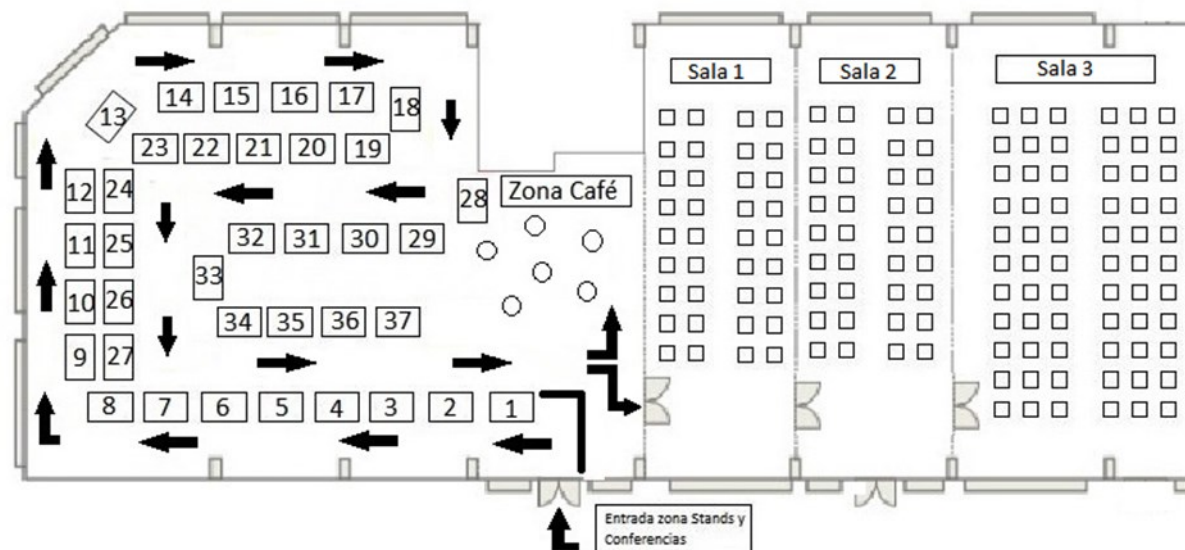 Sala 1
Sala 2
Sala 3
14 15 16 17 18
13
23 22 21 20 19
12 24
28
Zona Café
11 25
32 31 30 29
33
10 26
34 35 36 37
9 27
8 7 6 5 4 3 2 1
Entrada zona Stands y
Conferencias